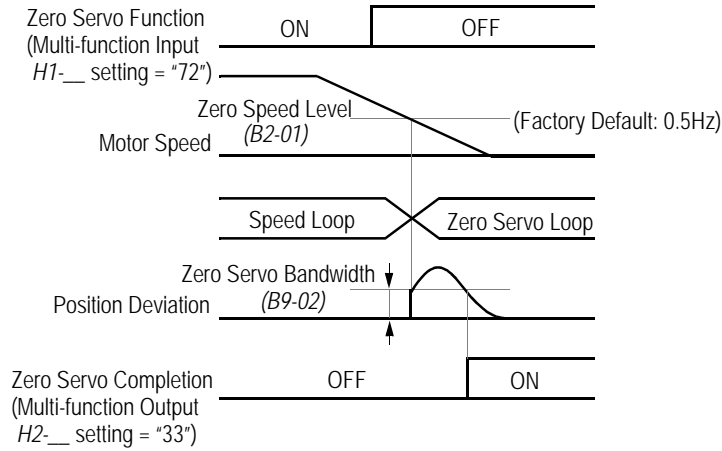 Zero Servo Function
(Multi-function Input
H1-__ setting = "72")
ON
OFF
Zero Speed Level
(B2-01)
(Factory Default: 0.5Hz)
Motor Speed
Speed Loop
Zero Servo Loop
Zero Servo Bandwidth
(B9-02)
Position Deviation
Zero Servo Completion
(Multi-function Output
H2-__ setting = "33")
OFF
ON